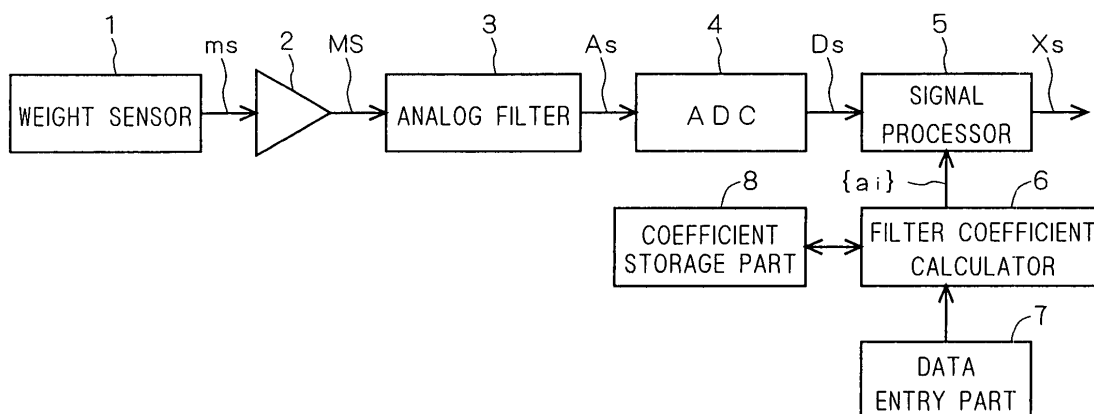 1
ms
2
MS
3
As
4
Ds
5
Xs
WEIGHT SENSOR
ANALOG FILTER
ADC
SIGNAL
PROCESSOR
{ai}
8
6
COEFFICIENT
STORAGE PART
FILTER COEFFICIENT
CALCULATOR
7
DATA
ENTRY PART